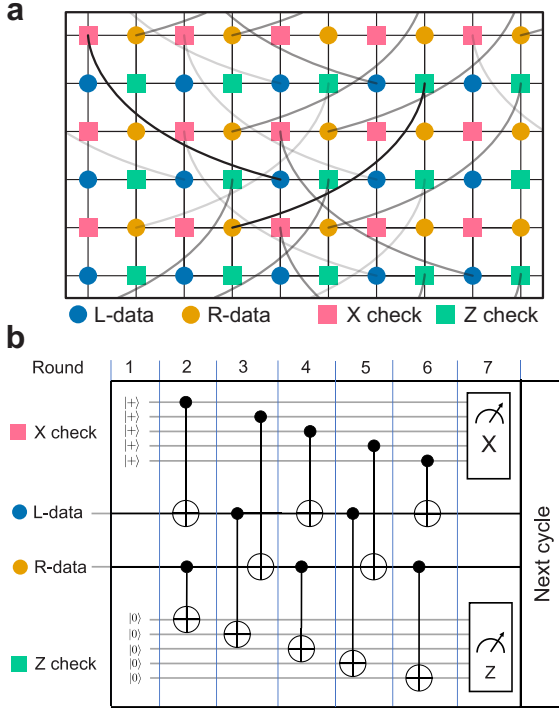 a
L-data R-data X check Z check
b
Round 1 2 3 4 5 6 7
|+⟩
|+⟩
|+⟩
|+⟩
|+⟩
X check
X
L-data
R-data
Next cycle
|0⟩
|0⟩
|0⟩
|0⟩
|0⟩
Z check
Z